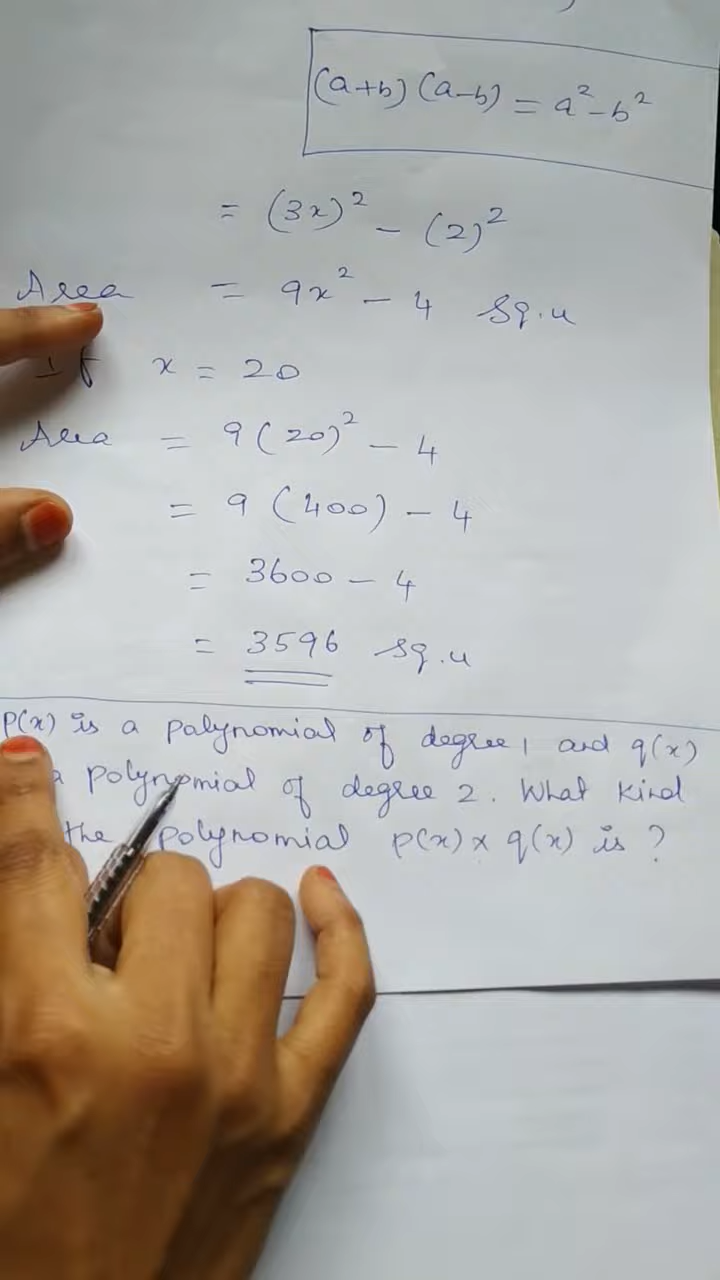 (a+b) (a-b) = a² - b²
= (3x)² - (2)²
Area = 9x² - 4 sq.u
If x = 20
Area = 9(20)² - 4
= 9 (400) - 4
= 3600 - 4
= 3596 sq.u
P(x) is a polynomial of degree 1 and q(x)
a polynomial of degree 2. What kind
the polynomial p(x) x q(x) is ?